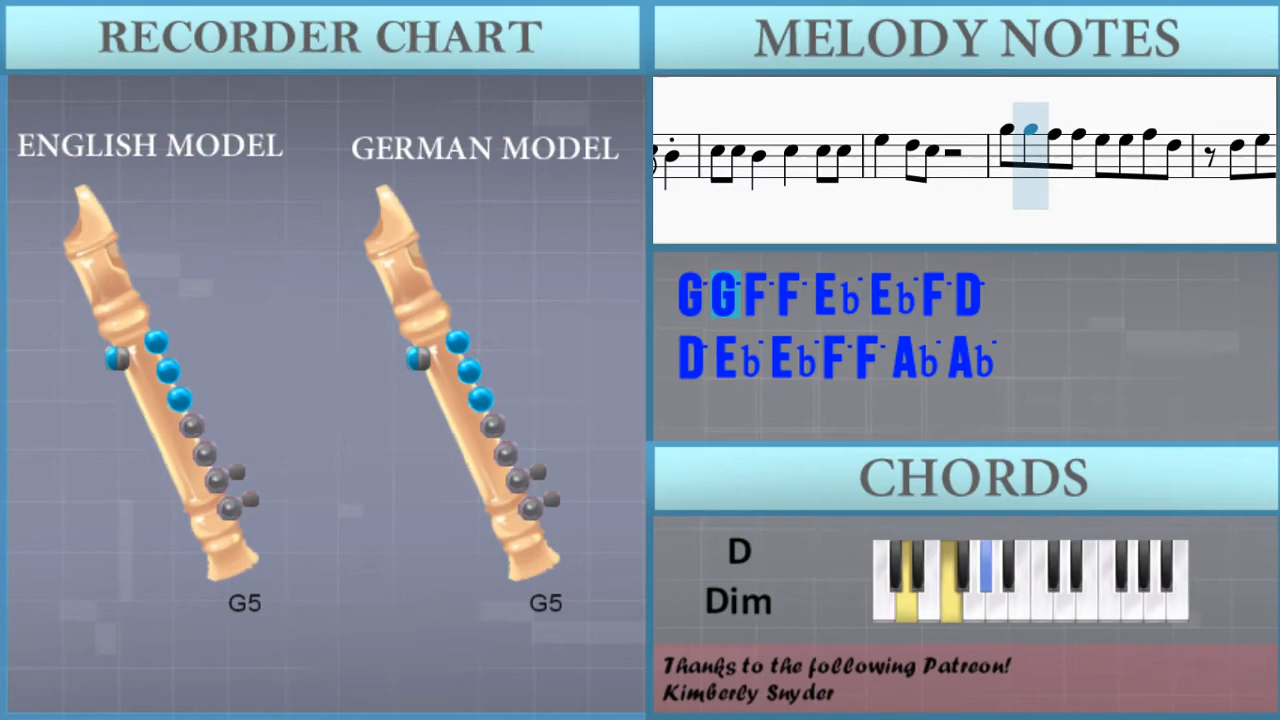 RECORDER CHART
ENGLISH MODEL
GERMAN MODEL
G5
G5
MELODY NOTES
G˙ G˙ F˙ F˙ Eb˙ Eb˙ F˙ D˙
D˙ Eb˙ Eb˙ F˙ F˙ Ab˙ Ab˙
CHORDS
D
Dim
Thanks to the following Patreon!
Kimberly Snyder